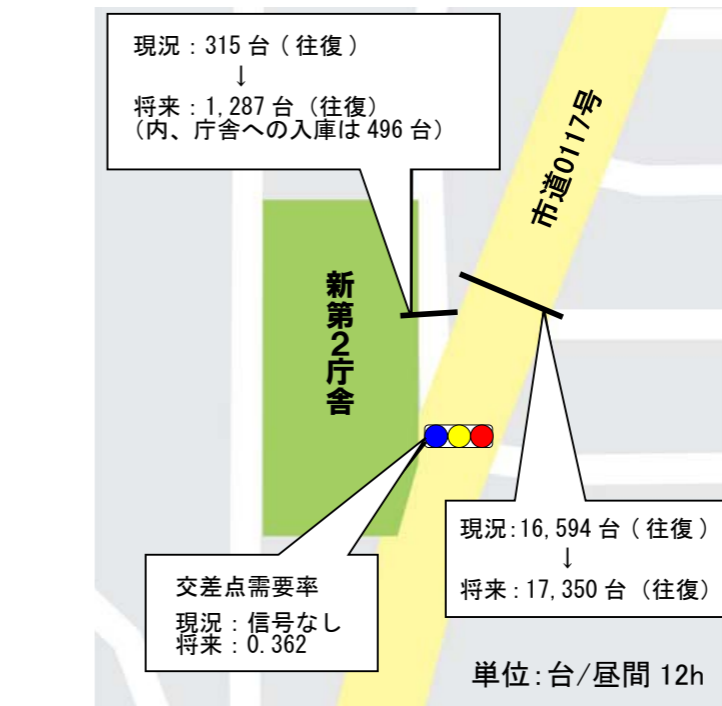 現況：315 台（往復）
↓
将来：1,287 台（往復）
（内、庁舎への入庫は 496 台）
市道0117号
新第2庁舎
現況：16,594 台（往復）
↓
将来：17,350 台（往復）
交差点需要率
現況：信号なし
将来：0.362
単位：台/昼間 12h